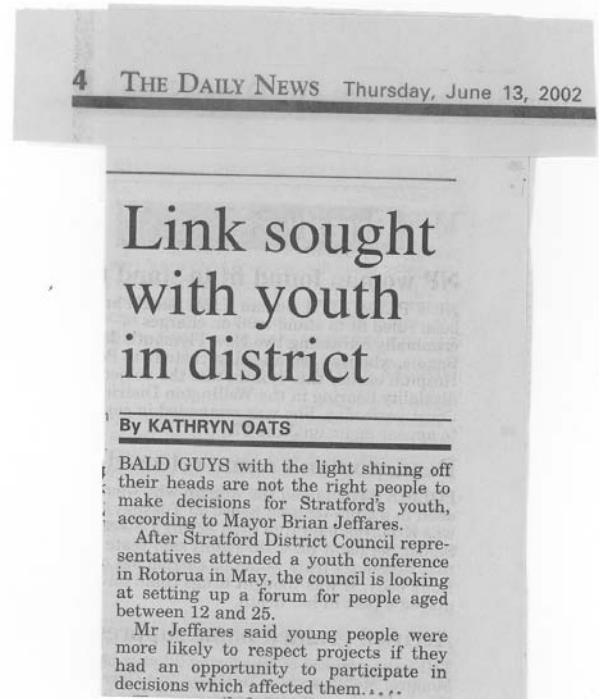 4 THE DAILY NEWS Thursday, June 13, 2002
Link sought
with youth
in district
By KATHRYN OATS
BALD GUYS with the light shining off
their heads are not the right people to
make decisions for Stratford's youth,
according to Mayor Brian Jeffares.
After Stratford District Council repre-
sentatives attended a youth conference
in Rotorua in May, the council is looking
at setting up a forum for people aged
between 12 and 25.
Mr Jeffares said young people were
more likely to respect projects if they
had an opportunity to participate in
decisions which affected them.....